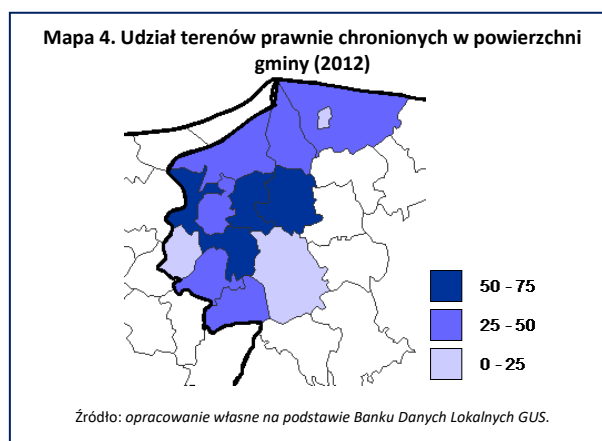 Mapa 4. Udział terenów prawnie chronionych w powierzchni
gminy (2012)
50 - 75
25 - 50
0 - 25
Źródło: opracowanie własne na podstawie Banku Danych Lokalnych GUS.